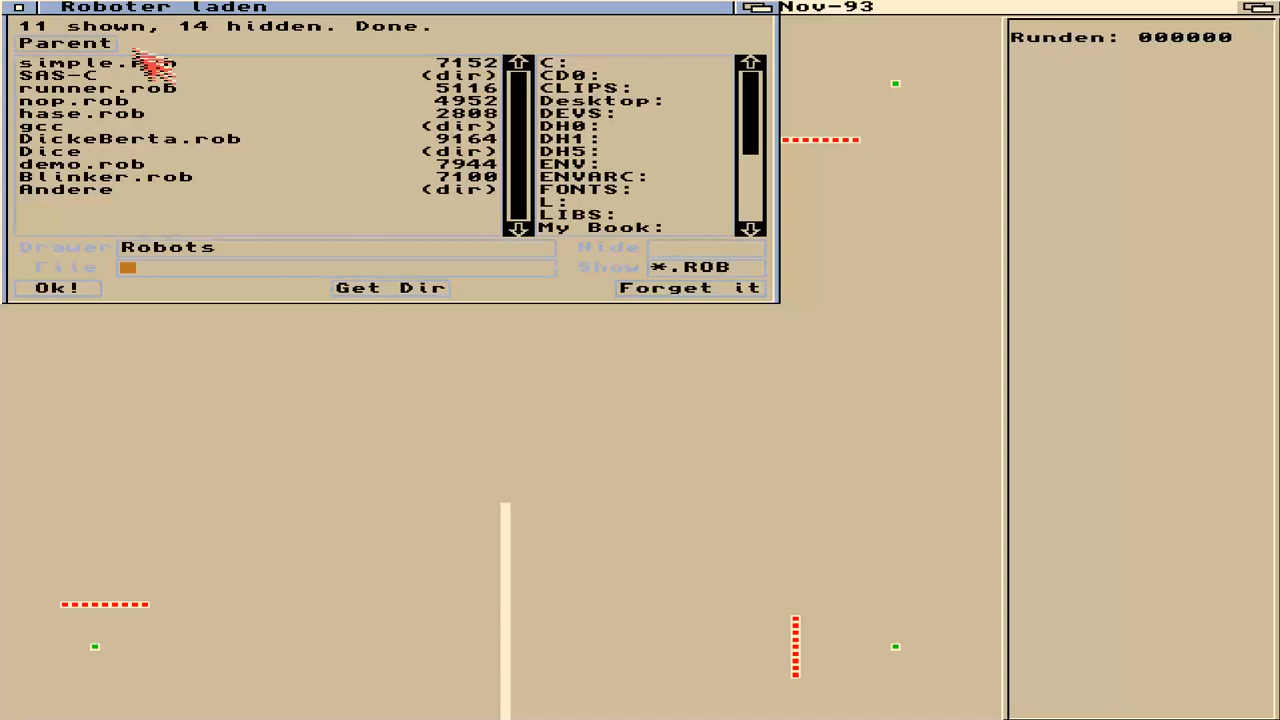 Roboter laden
Nov-93
11 shown, 14 hidden. Done.
Parent
Runden: 000000
simple. 7152
SAS-C (dir)
runner.rob 5116
nop.rob 4952
hase.rob 2808
gcc (dir)
DickeBerta.rob 9164
Dice (dir)
demo.rob 7944
Blinker.rob 7100
Andere (dir)
C:
CD0:
CLIPS:
Desktop:
DEVS:
DH0:
DH1:
DH5:
ENV:
ENVARC:
FONTS:
L:
LIBS:
My Book:
Drawer Robots
Hide
File
Show *.ROB
Ok! Get Dir Forget it